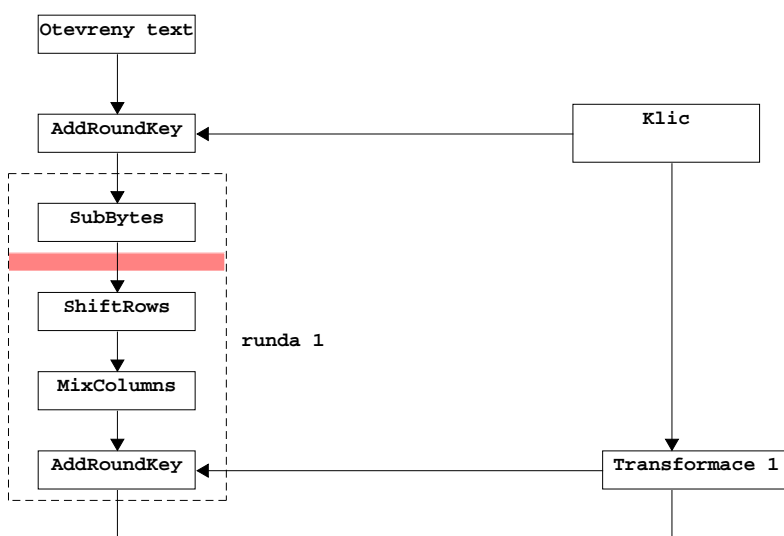 Otevreny text
AddRoundKey
Klic
SubBytes
ShiftRows
runda 1
MixColumns
AddRoundKey
Transformace 1